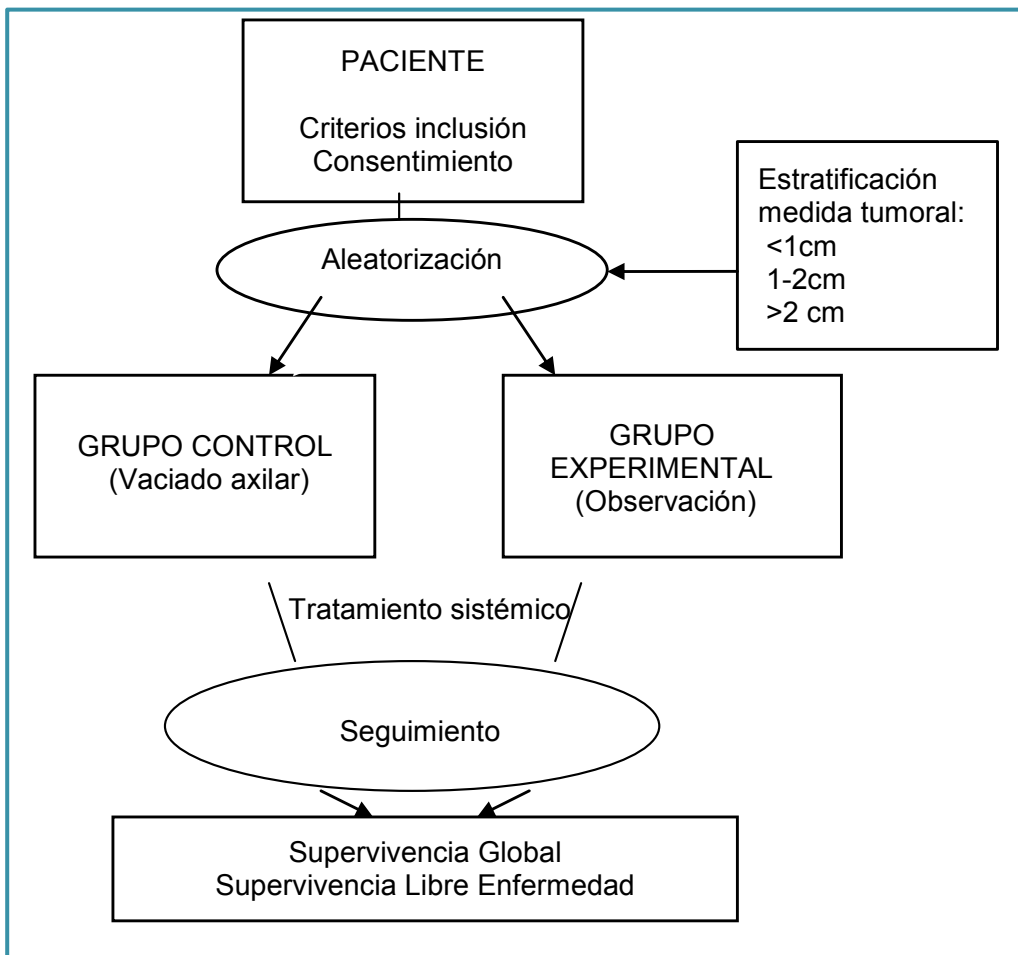 PACIENTE
Criterios inclusión
Consentimiento
Estratificación
medida tumoral:
<1cm
1-2cm
>2 cm
Aleatorización
GRUPO CONTROL
(Vaciado axilar)
GRUPO
EXPERIMENTAL
(Observación)
Tratamiento sistémico
Seguimiento
Supervivencia Global
Supervivencia Libre Enfermedad